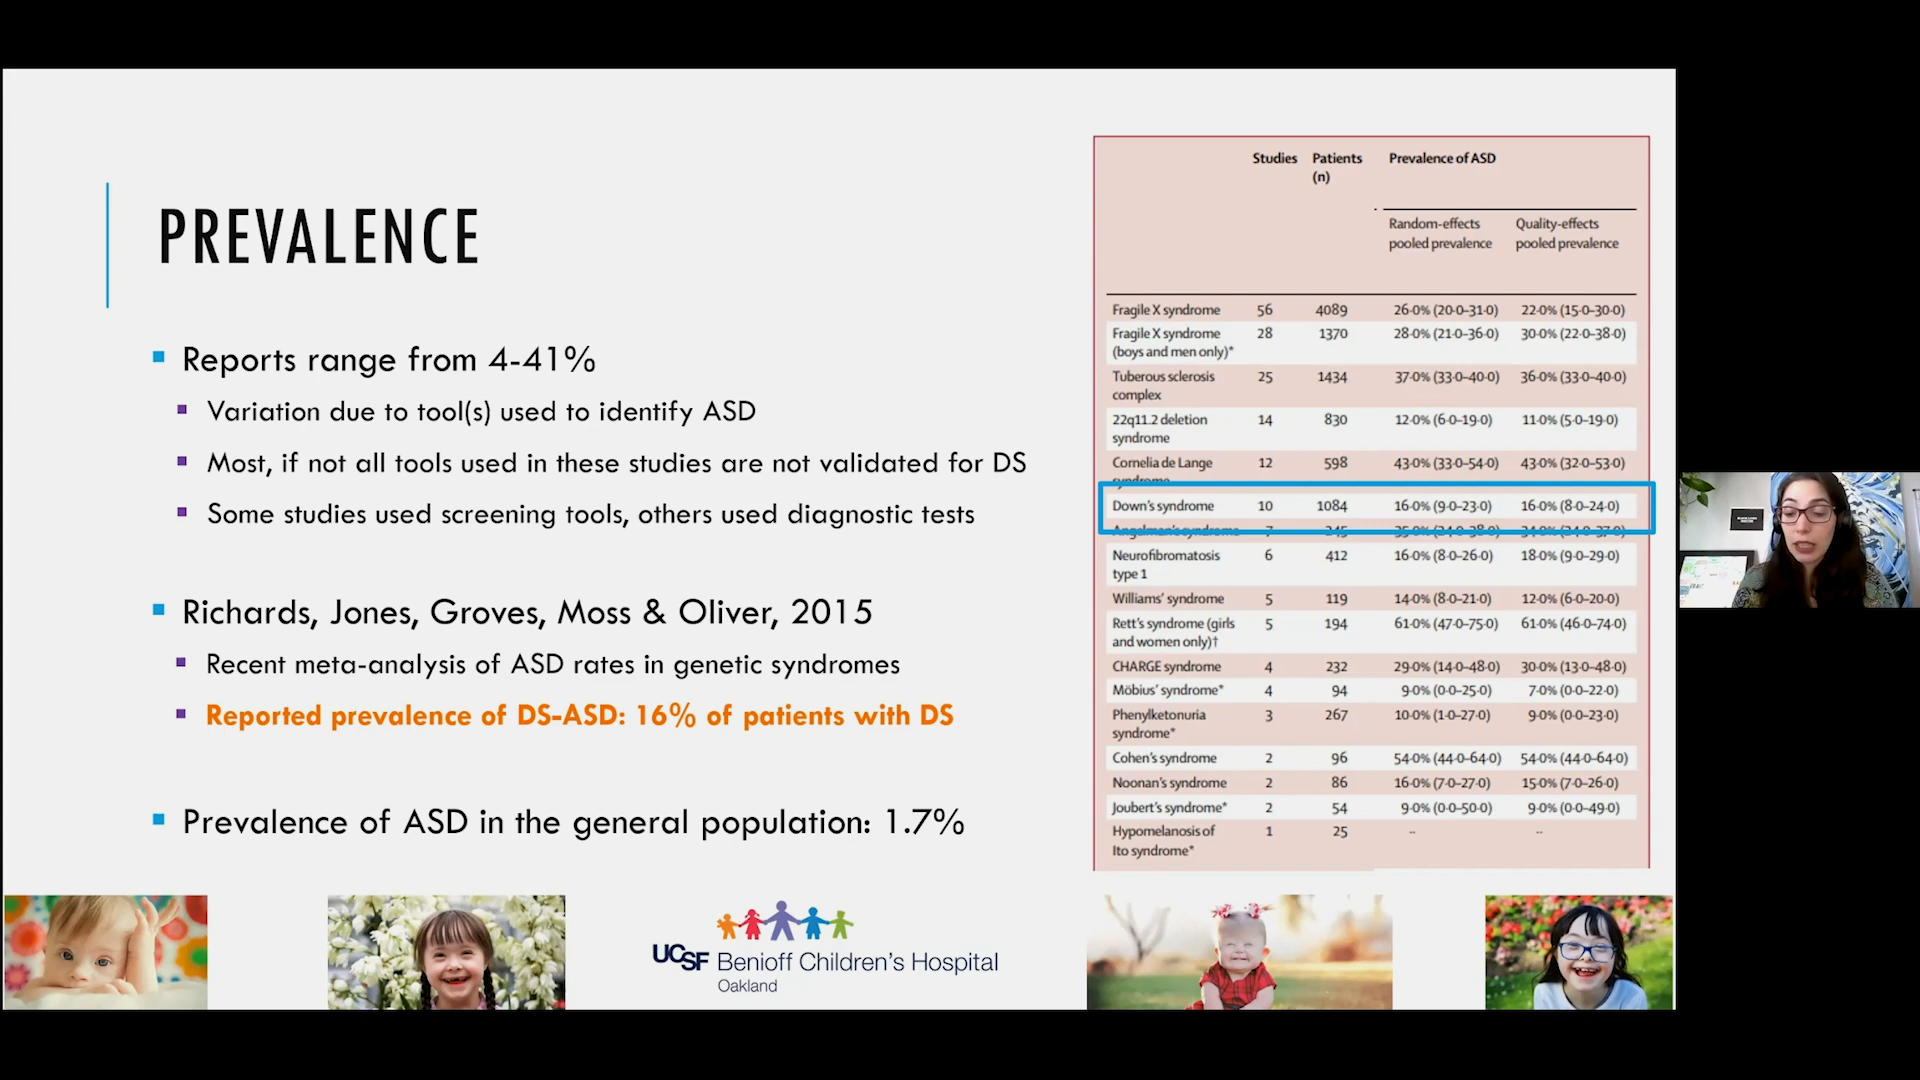 PREVALENCE
Reports range from 4-41%
Variation due to tool(s) used to identify ASD
Most, if not all tools used in these studies are not validated for DS
Some studies used screening tools, others used diagnostic tests
Richards, Jones, Groves, Moss & Oliver, 2015
Recent meta-analysis of ASD rates in genetic syndromes
Reported prevalence of DS-ASD: 16% of patients with DS
Prevalence of ASD in the general population: 1.7%
Studies Patients Prevalence of ASD
(n)
Random-effects Quality-effects
pooled prevalence pooled prevalence
Fragile X syndrome 56 4089 26·0% (20·0–31·0) 22·0% (15·0–30·0)
Fragile X syndrome 28 1370 28·0% (21·0–36·0) 30·0% (22·0–38·0)
(boys and men only)*
Tuberous sclerosis 25 1434 37·0% (33·0–40·0) 36·0% (33·0–40·0)
complex
22q11.2 deletion 14 830 12·0% (6·0–19·0) 11·0% (5·0–19·0)
syndrome
Cornelia de Lange 12 598 43·0% (33·0–54·0) 43·0% (32·0–53·0)
syndrome
Down's syndrome 10 1084 16·0% (9·0–23·0) 16·0% (8·0–24·0)
Angelman's syndrome 7
Neurofibromatosis 6 412 16·0% (8·0–26·0) 18·0% (9·0–29·0)
type 1
Williams' syndrome 5 119 14·0% (8·0–21·0) 12·0% (6·0–20·0)
Rett's syndrome (girls 5 194 61·0% (47·0–75·0) 61·0% (46·0–74·0)
and women only)†
CHARGE syndrome 4 232 29·0% (14·0–48·0) 30·0% (13·0–48·0)
Möbius' syndrome* 4 94 9·0% (0·0–25·0) 7·0% (0·0–22·0)
Phenylketonuria 3 267 10·0% (1·0–27·0) 9·0% (0·0–23·0)
syndrome*
Cohen's syndrome 2 96 54·0% (44·0–64·0) 54·0% (44·0–64·0)
Noonan's syndrome 2 86 16·0% (7·0–27·0) 15·0% (7·0–26·0)
Joubert's syndrome* 2 54 9·0% (0·0–50·0) 9·0% (0·0–49·0)
Hypomelanosis of 1 25 ·· ··
Ito syndrome*
UCSF Benioff Children's Hospital
Oakland